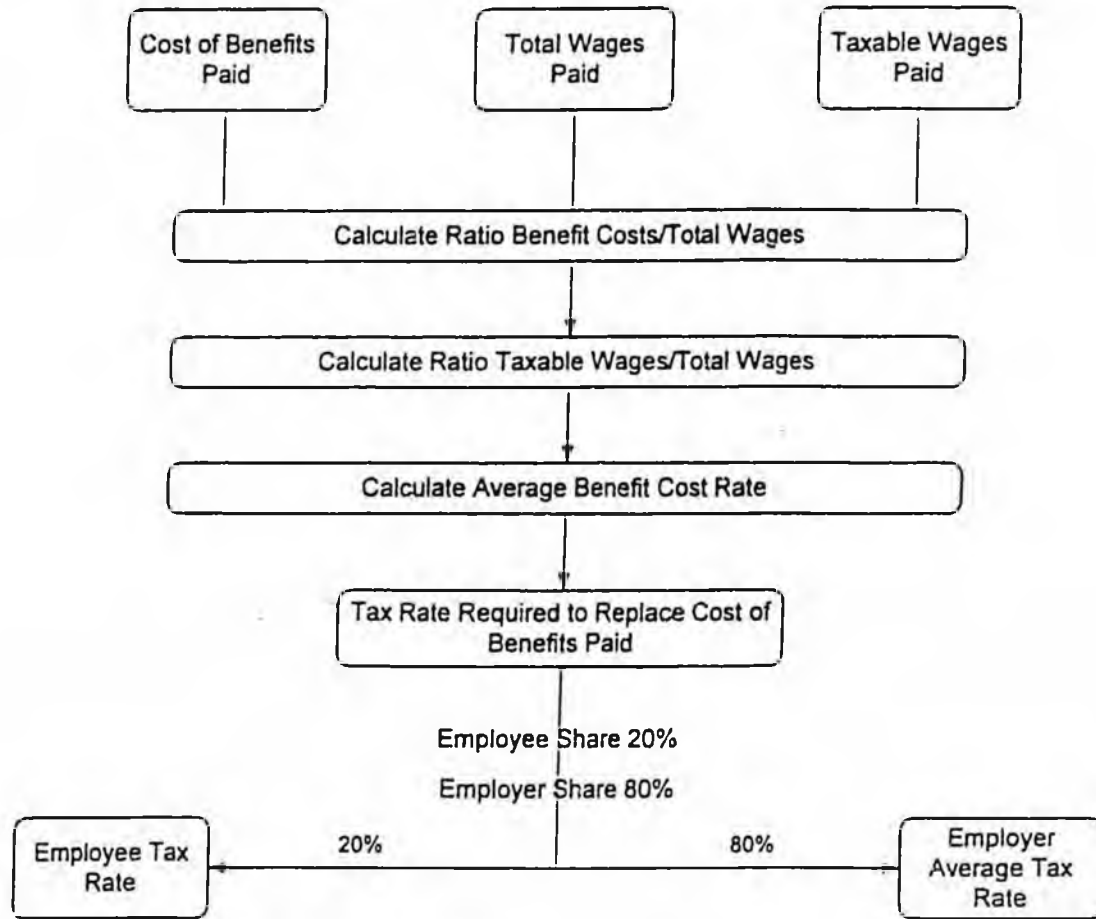 Cost of Benefits
Paid
Total Wages
Paid
Taxable Wages
Paid
Calculate Ratio Benefit Costs/Total Wages
Calculate Ratio Taxable Wages/Total Wages
Calculate Average Benefit Cost Rate
Tax Rate Required to Replace Cost of
Benefits Paid
Employee Share 20%
Employer Share 80%
20%
80%
Employee Tax
Rate
Employer
Average Tax
Rate